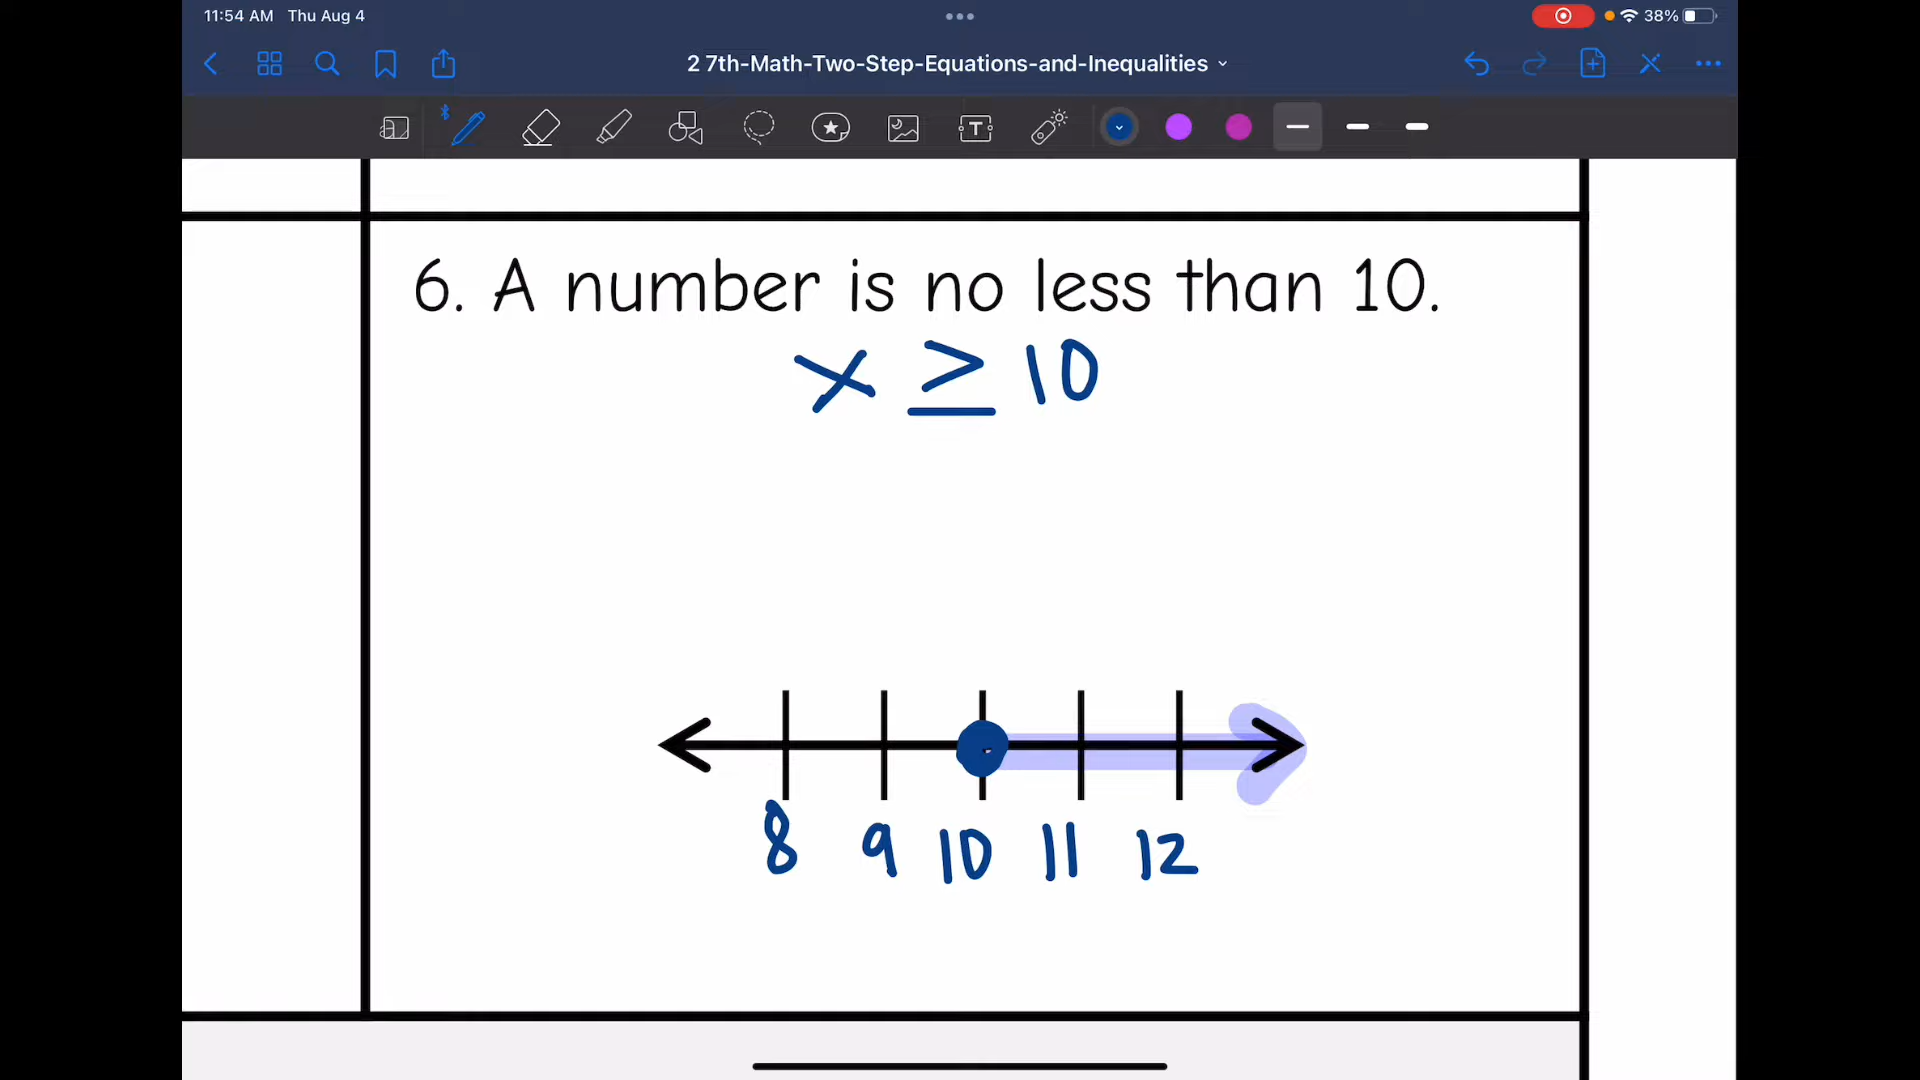 11:54 AM Thu Aug 4
38%
2 7th-Math-Two-Step-Equations-and-Inequalities
T
6. A number is no less than 10.
x ≥ 10
8 9 10 11 12